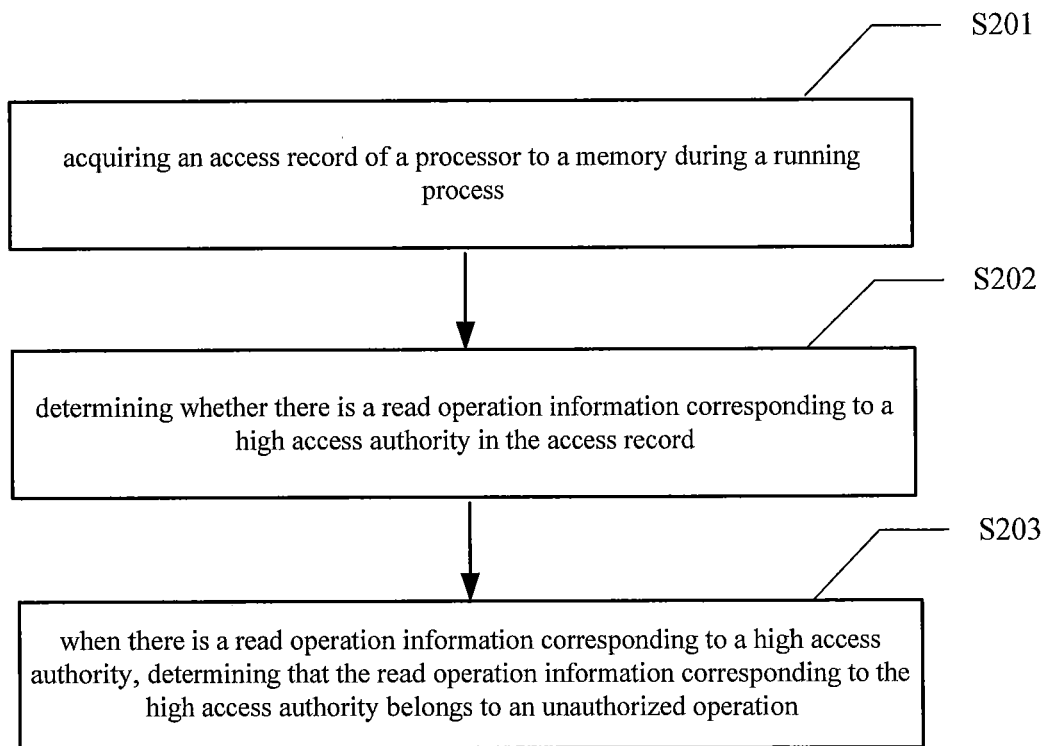 S201
acquiring an access record of a processor to a memory during a running
process
S202
determining whether there is a read operation information corresponding to a
high access authority in the access record
S203
when there is a read operation information corresponding to a high access
authority, determining that the read operation information corresponding to the
high access authority belongs to an unauthorized operation